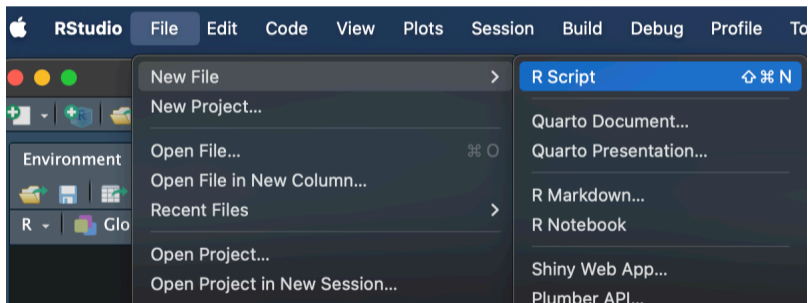 RStudio File Edit Code View Plots Session Build Debug Profile To
New File
New Project...
Open File... ⌘ O
Open File in New Column...
Recent Files
Open Project...
Open Project in New Session...
R Script ⇧ ⌘ N
Quarto Document...
Quarto Presentation...
R Markdown...
R Notebook
Shiny Web App...
Plumber API...
Environment
R Glo